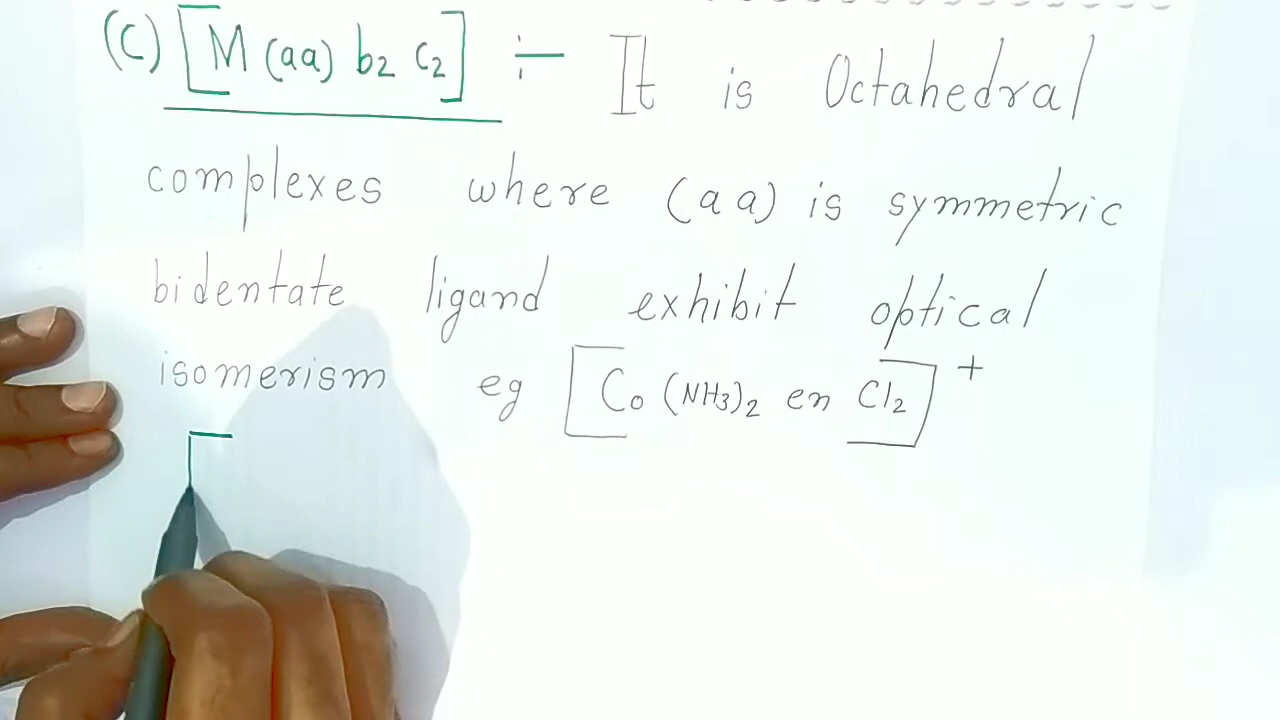 (C) [M (aa) b2 C2] ÷ It is Octahedral
complexes where (aa) is symmetric
bidentate ligand exhibit optical
isomerism eg [Co (NH3)2 en Cl2]+